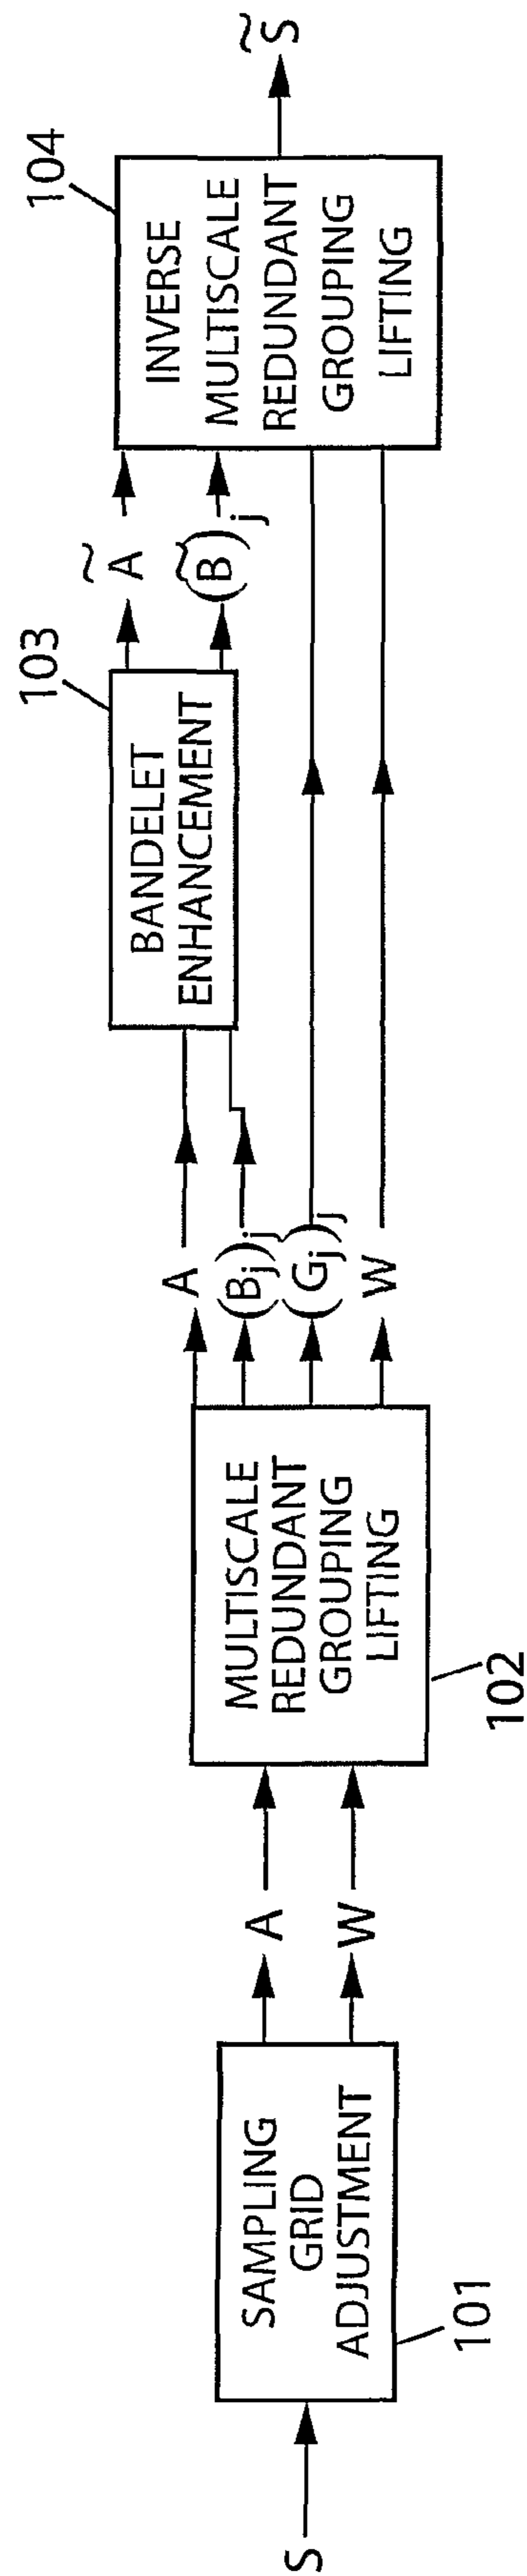 S
SAMPLING
GRID
ADJUSTMENT
101
A
W
MULTISCALE
REDUNDANT
GROUPING
LIFTING
102
A
(Bj)j
(Gj)j
W
BANDELET
ENHANCEMENT
103
Ã
(B̃)j
INVERSE
MULTISCALE
REDUNDANT
GROUPING
LIFTING
104
S̃